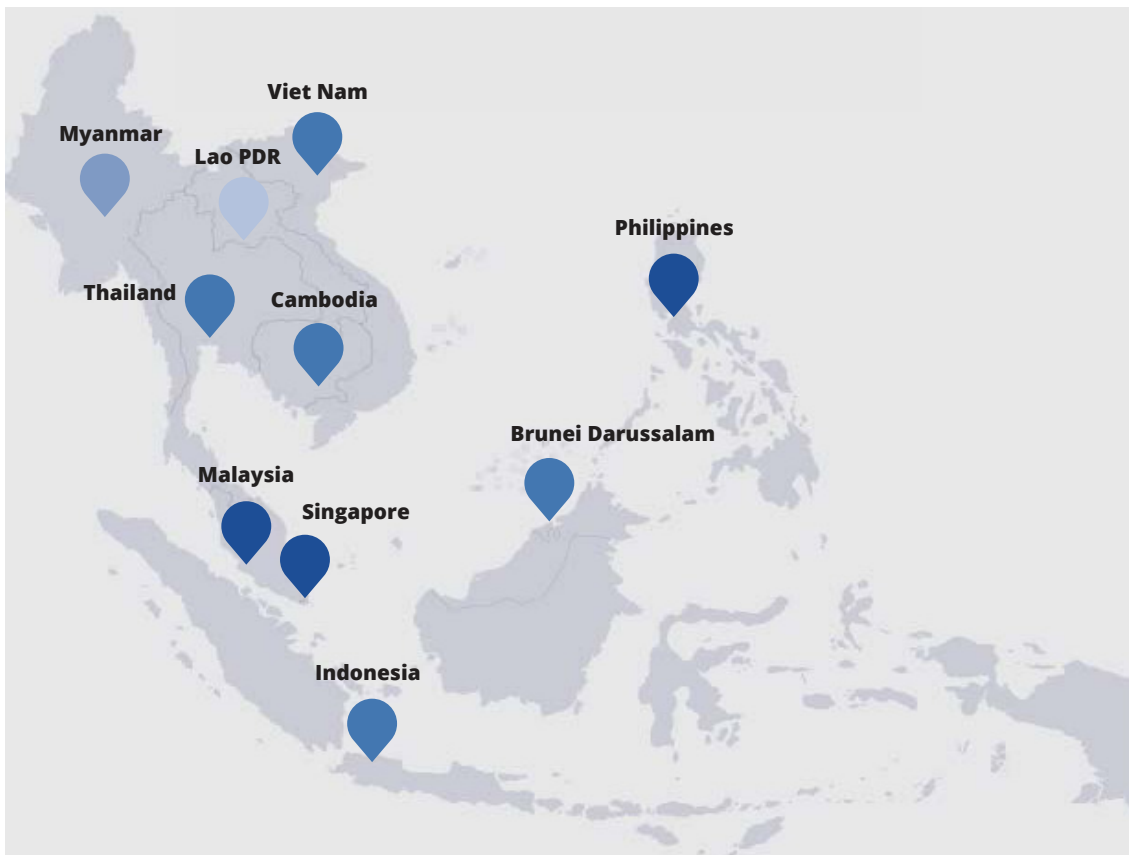 Viet Nam
Myanmar
Lao PDR
Philippines
Thailand
Cambodia
Brunei Darussalam
Malaysia
Singapore
Indonesia